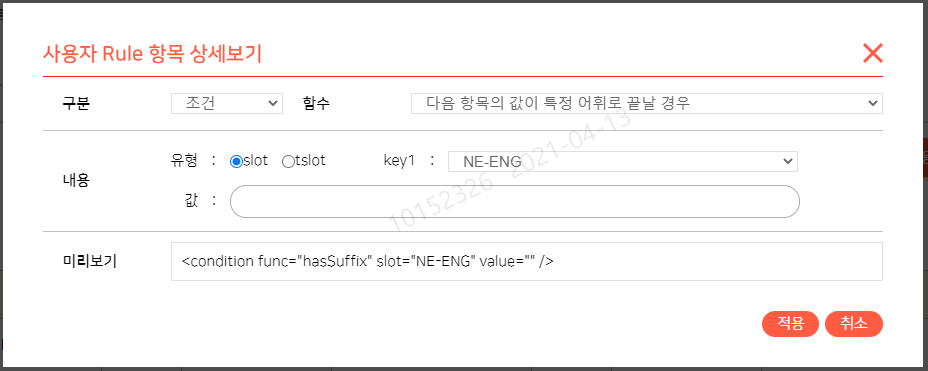 사용자 Rule 항목 상세보기
구분 조건 함수 다음 항목의 값이 특정 어휘로 끝날 경우
내용 유형 : slot tslot key1 : NE-ENG
값 :
10152326 2021-04-13
미리보기 <condition func="hasSuffix" slot="NE-ENG" value="" />
적용 취소